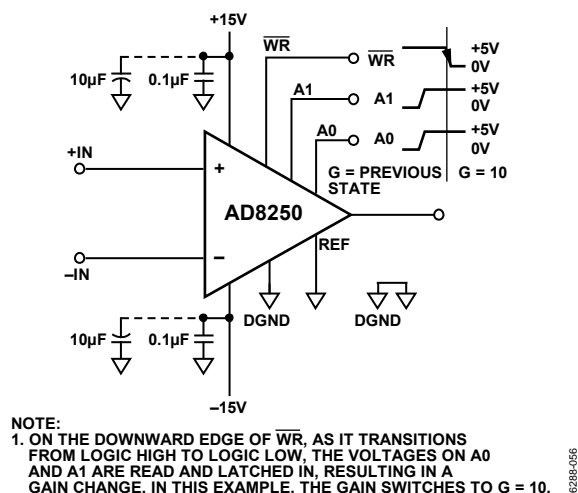 +15V
WR
WR
+5V
0V
10µF
0.1µF
A1
A1
+5V
0V
A0
A0
+5V
0V
+IN
+
G = PREVIOUS
STATE
G = 10
AD8250
–IN
–
REF
DGND
DGND
10µF
0.1µF
–15V
NOTE:
1. ON THE DOWNWARD EDGE OF WR, AS IT TRANSITIONS
FROM LOGIC HIGH TO LOGIC LOW, THE VOLTAGES ON A0
AND A1 ARE READ AND LATCHED IN, RESULTING IN A
GAIN CHANGE. IN THIS EXAMPLE, THE GAIN SWITCHES TO G = 10.
6288-056